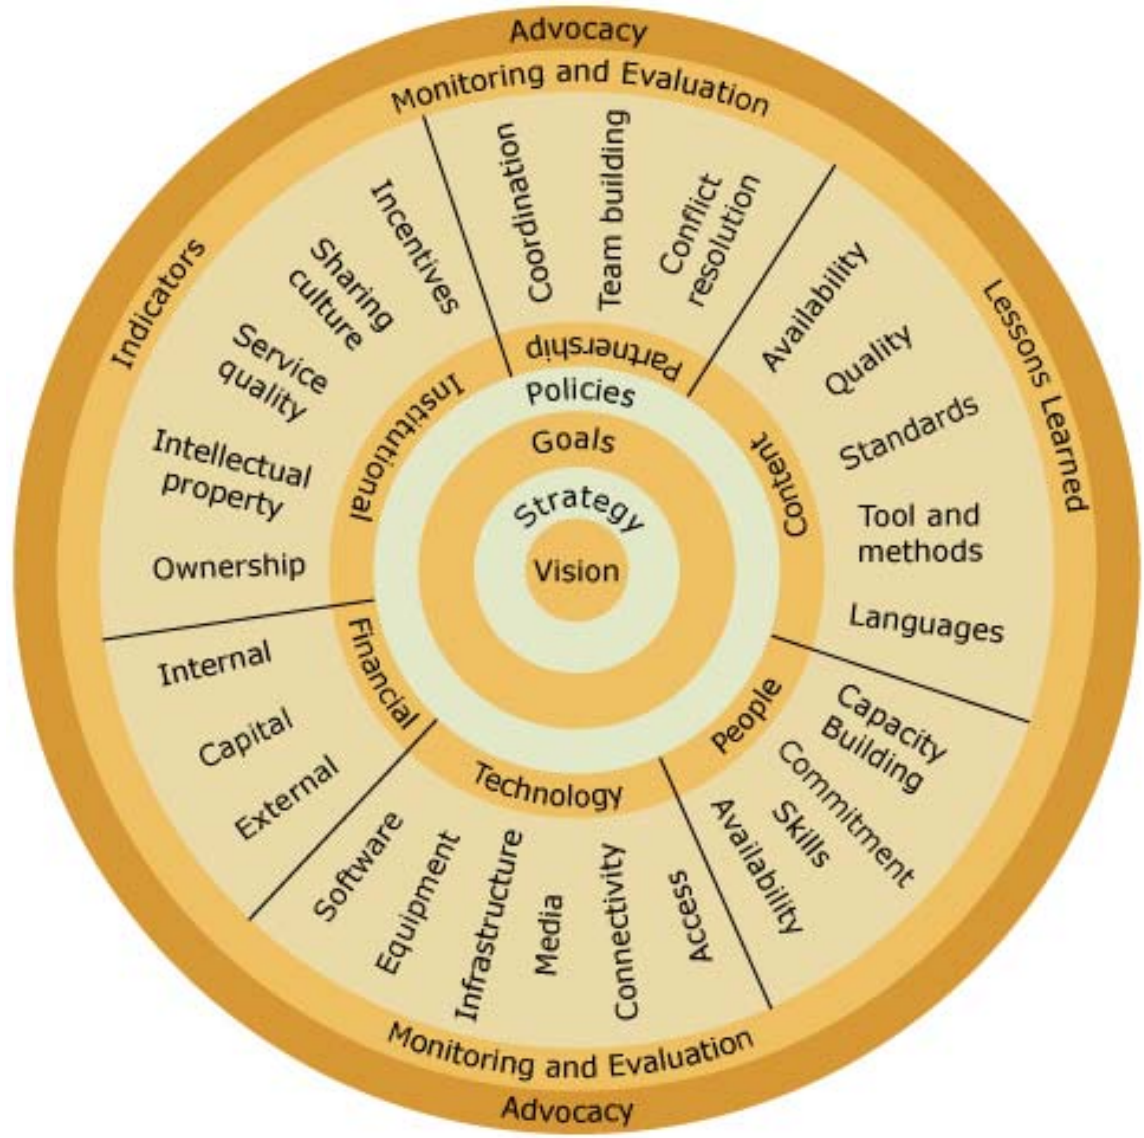 Advocacy
Monitoring and Evaluation
Indicators
Lessons Learned
Incentives
Sharing
culture
Service
quality
Intellectual
property
Ownership
Institutional
Coordination
Team building
Conflict
resolution
Partnership
Availability
Quality
Standards
Tool and
methods
Languages
Content
Policies
Goals
Strategy
Vision
Capacity
Building
Commitment
Skills
Availability
People
Internal
Capital
External
Financial
Technology
Software
Equipment
Infrastructure
Media
Connectivity
Access
Monitoring and Evaluation
Advocacy